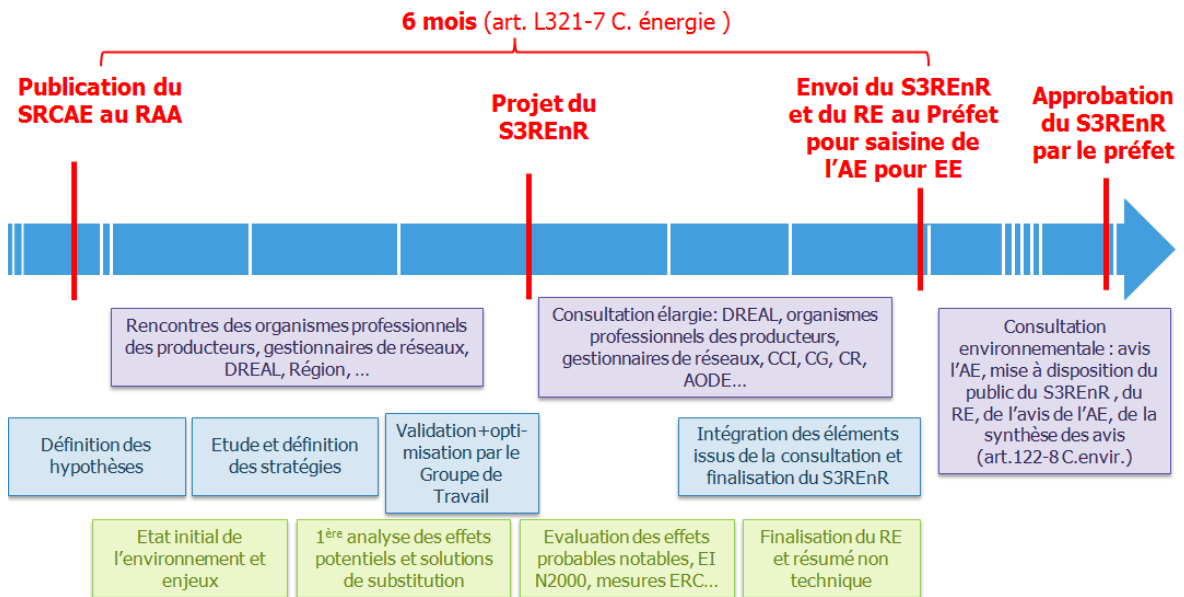 6 mois (art. L321-7 C. énergie )
Publication du
SRCAE au RAA
Projet du
S3REnR
Envoi du S3REnR
et du RE au Préfet
pour saisine de
l’AE pour EE
Approbation
du S3REnR
par le préfet
Rencontres des organismes professionnels
des producteurs, gestionnaires de réseaux,
DREAL, Région, ...
Consultation élargie: DREAL, organismes
professionnels des producteurs,
gestionnaires de réseaux, CCI, CG, CR,
AODE...
Consultation
environnementale : avis
l’AE, mise à disposition du
public du S3REnR , du
RE, de l’avis de l’AE, de la
synthèse des avis
(art.122-8 C.envir.)
Définition des
hypothèses
Etude et définition
des stratégies
Validation+opti-
misation par le
Groupe de
Travail
Intégration des éléments
issus de la consultation et
finalisation du S3REnR
Etat initial de
l’environnement et
enjeux
1ère analyse des effets
potentiels et solutions
de substitution
Evaluation des effets
probables notables, EI
N2000, mesures ERC...
Finalisation du RE
et résumé non
technique